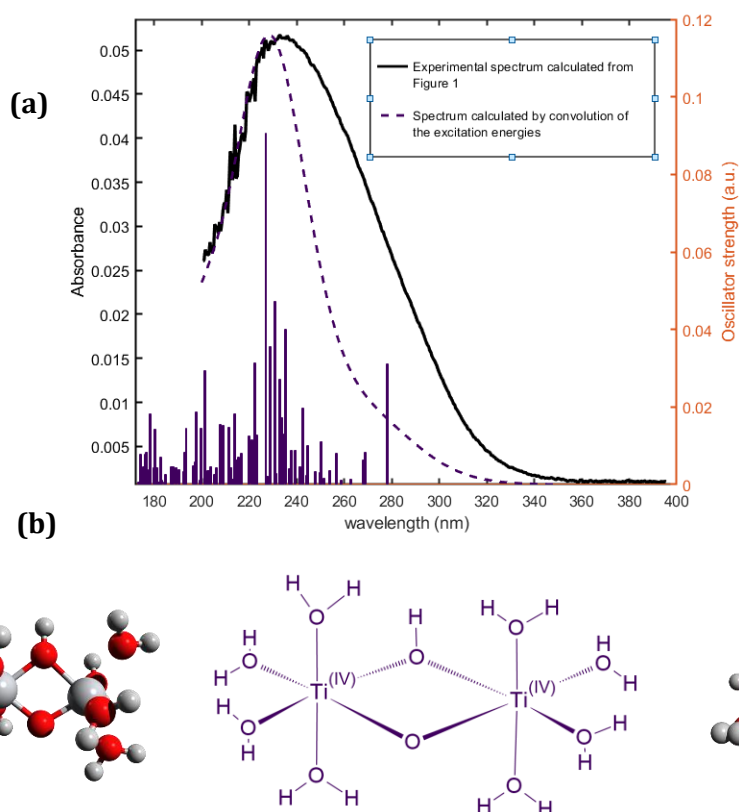 (a)
0.12
0.05
0.045
0.04
0.035
0.03
0.025
0.02
0.015
0.01
0.005
Absorbance
Experimental spectrum calculated from
Figure 1
Spectrum calculated by convolution of
the excitation energies
0.1
0.08
0.06
0.04
0.02
0
Oscillator strength (a.u.)
180 200 220 240 260 280 300 320 340 360 380 400
wavelength (nm)
(b)
H H H H H
O H O H
H O O H
H O Ti(IV) O Ti(IV) H
H O O H
H O O H
H O H H O H